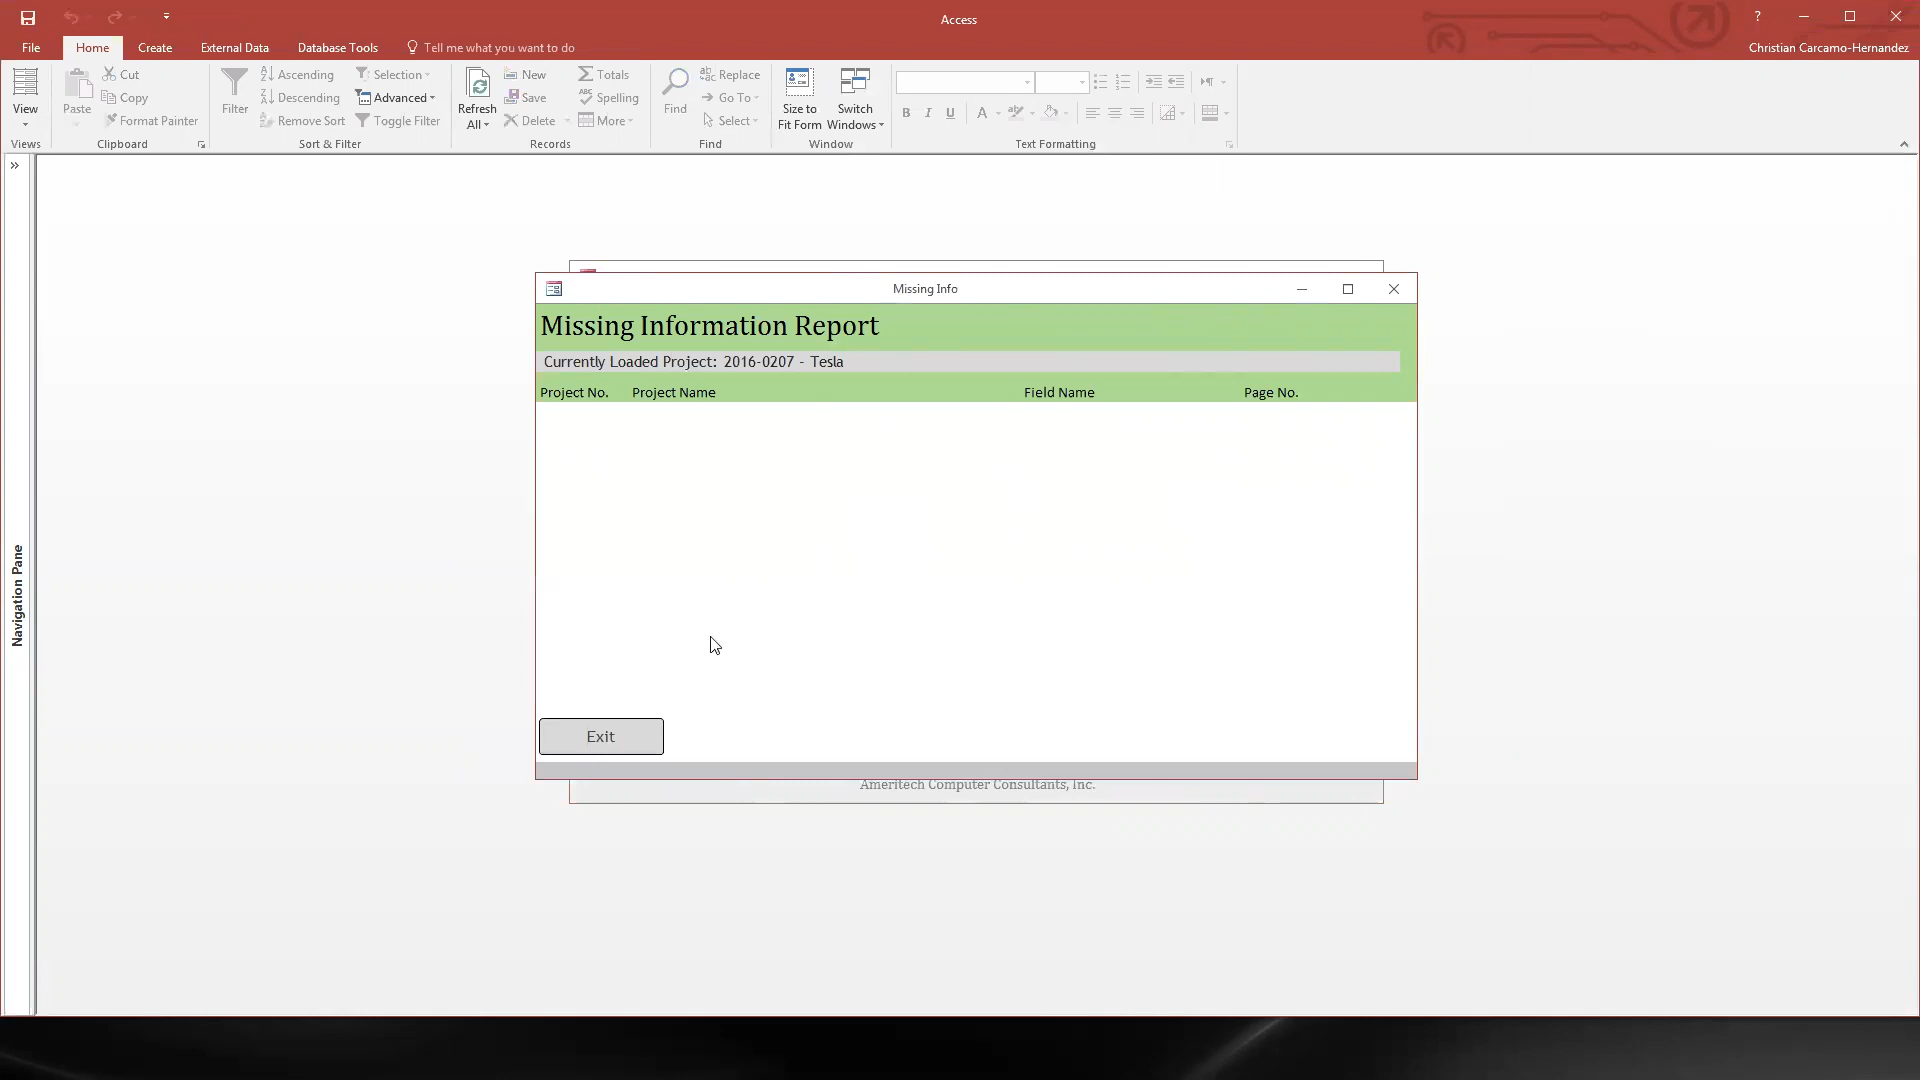 Access
File Home Create External Data Database Tools Tell me what you want to do Christian Carcamo-Hernandez
View
Views
Paste
Cut
Copy
Format Painter
Clipboard
Filter
Ascending
Descending
Remove Sort
Selection
Advanced
Toggle Filter
Sort & Filter
Refresh
All
New
Save
Delete
Totals
Spelling
More
Records
Find
Replace
Go To
Select
Find
Size to
Fit Form
Switch
Windows
Window
B I U A
Text Formatting
Navigation Pane
Missing Info
Missing Information Report
Currently Loaded Project: 2016-0207 - Tesla
Project No. Project Name Field Name Page No.
Exit
Ameritech Computer Consultants, Inc.